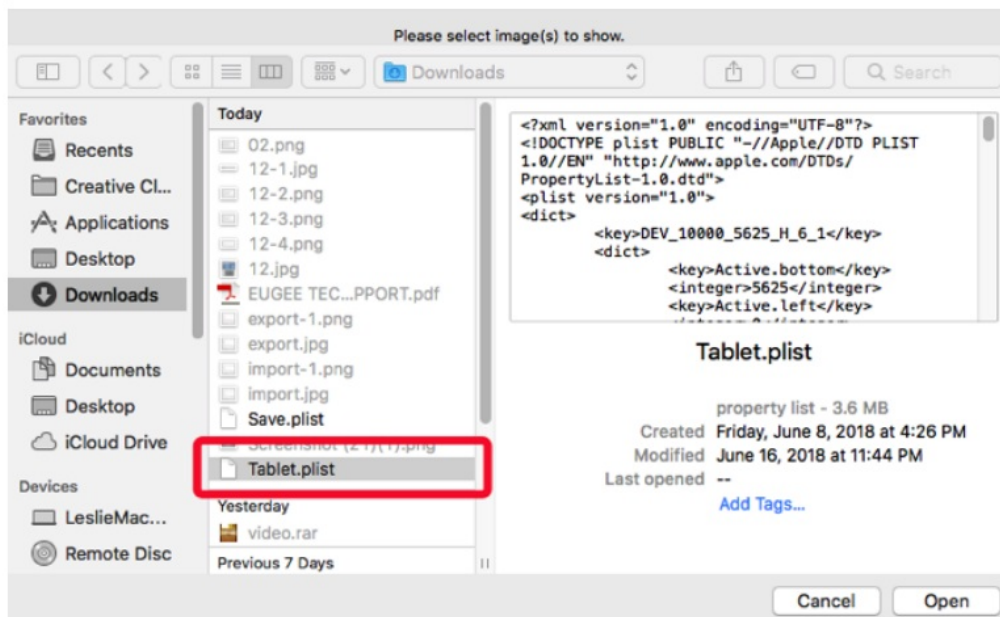 Please select image(s) to show.
Downloads
Search
Favorites
Recents
Creative Cl...
Applications
Desktop
Downloads
iCloud
Documents
Desktop
iCloud Drive
Devices
LeslieMac...
Remote Disc
Today
02.png
12-1.jpg
12-2.png
12-3.png
12-4.png
12.jpg
EUGEE TEC...PPORT.pdf
export-1.png
export.jpg
import-1.png
import.jpg
Save.plist
Screenshot (21)(1).png
Tablet.plist
Yesterday
video.rar
Previous 7 Days
<?xml version="1.0" encoding="UTF-8"?>
<!DOCTYPE plist PUBLIC "-//Apple//DTD PLIST
1.0//EN" "http://www.apple.com/DTDs/
PropertyList-1.0.dtd">
<plist version="1.0">
<dict>
<key>DEV_10000_5625_H_6_1</key>
<dict>
<key>Active.bottom</key>
<integer>5625</integer>
<key>Active.left</key>
Tablet.plist
property list - 3.6 MB
Created Friday, June 8, 2018 at 4:26 PM
Modified June 16, 2018 at 11:44 PM
Last opened --
Add Tags...
Cancel
Open